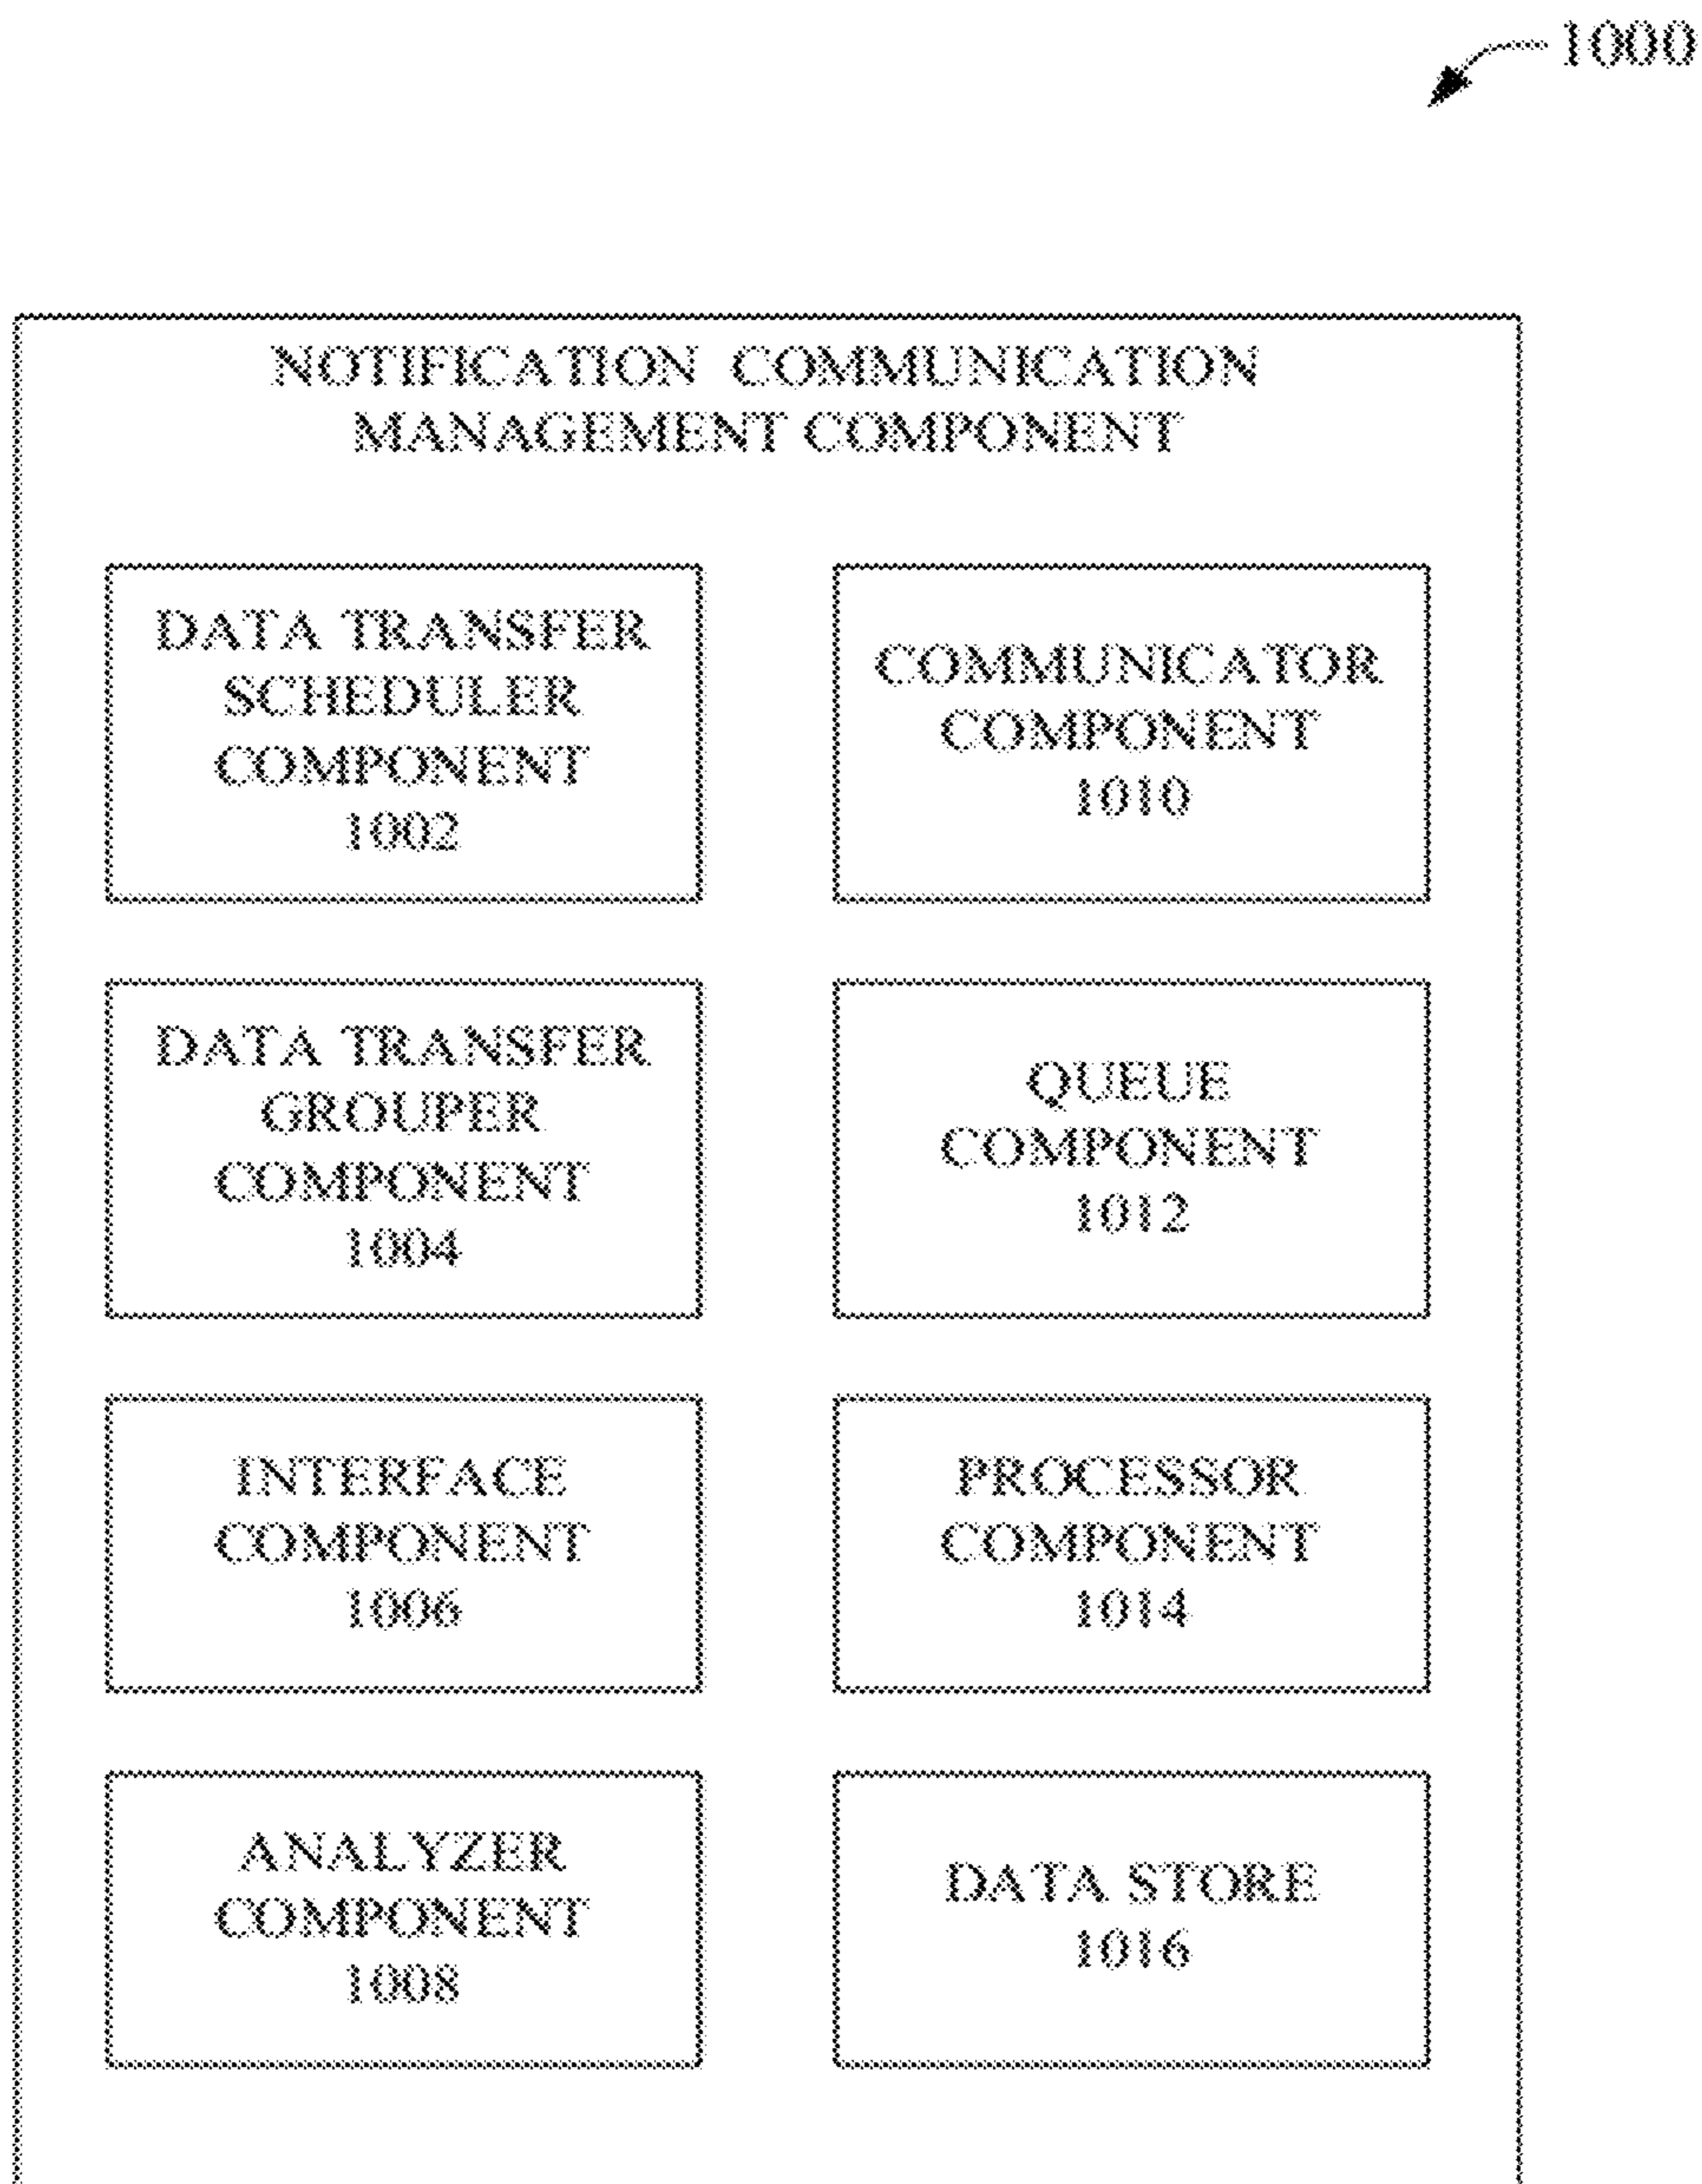 1000
NOTIFICATION COMMUNICATION
MANAGEMENT COMPONENT
DATA TRANSFER
SCHEDULER
COMPONENT
1002
COMMUNICATOR
COMPONENT
1010
DATA TRANSFER
GROUPER
COMPONENT
1004
QUEUE
COMPONENT
1012
INTERFACE
COMPONENT
1006
PROCESSOR
COMPONENT
1014
ANALYZER
COMPONENT
1008
DATA STORE
1016